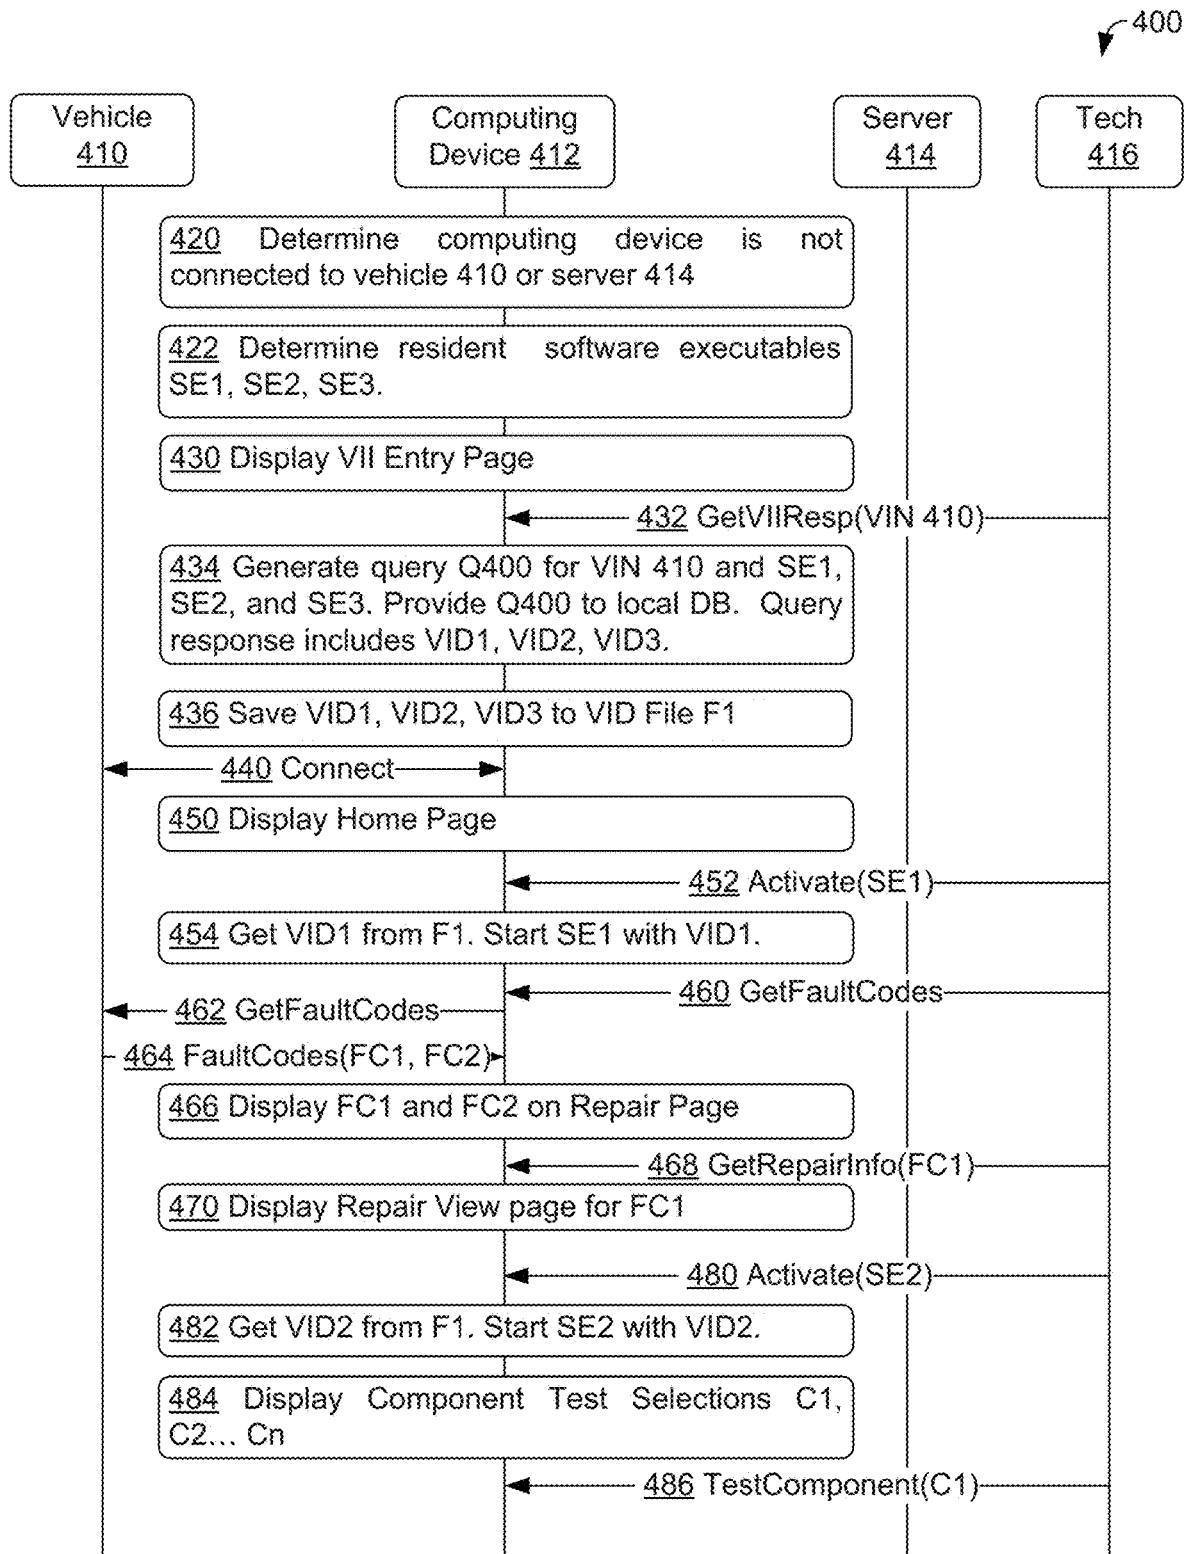 400
Vehicle
410
Computing
Device 412
Server
414
Tech
416
420 Determine computing device is not
connected to vehicle 410 or server 414
422 Determine resident software executables
SE1, SE2, SE3.
430 Display VII Entry Page
432 GetVIIResp(VIN 410)
434 Generate query Q400 for VIN 410 and SE1,
SE2, and SE3. Provide Q400 to local DB. Query
response includes VID1, VID2, VID3.
436 Save VID1, VID2, VID3 to VID File F1
440 Connect
450 Display Home Page
452 Activate(SE1)
454 Get VID1 from F1. Start SE1 with VID1.
460 GetFaultCodes
462 GetFaultCodes
464 FaultCodes(FC1, FC2)
466 Display FC1 and FC2 on Repair Page
468 GetRepairInfo(FC1)
470 Display Repair View page for FC1
480 Activate(SE2)
482 Get VID2 from F1. Start SE2 with VID2.
484 Display Component Test Selections C1,
C2... Cn
486 TestComponent(C1)